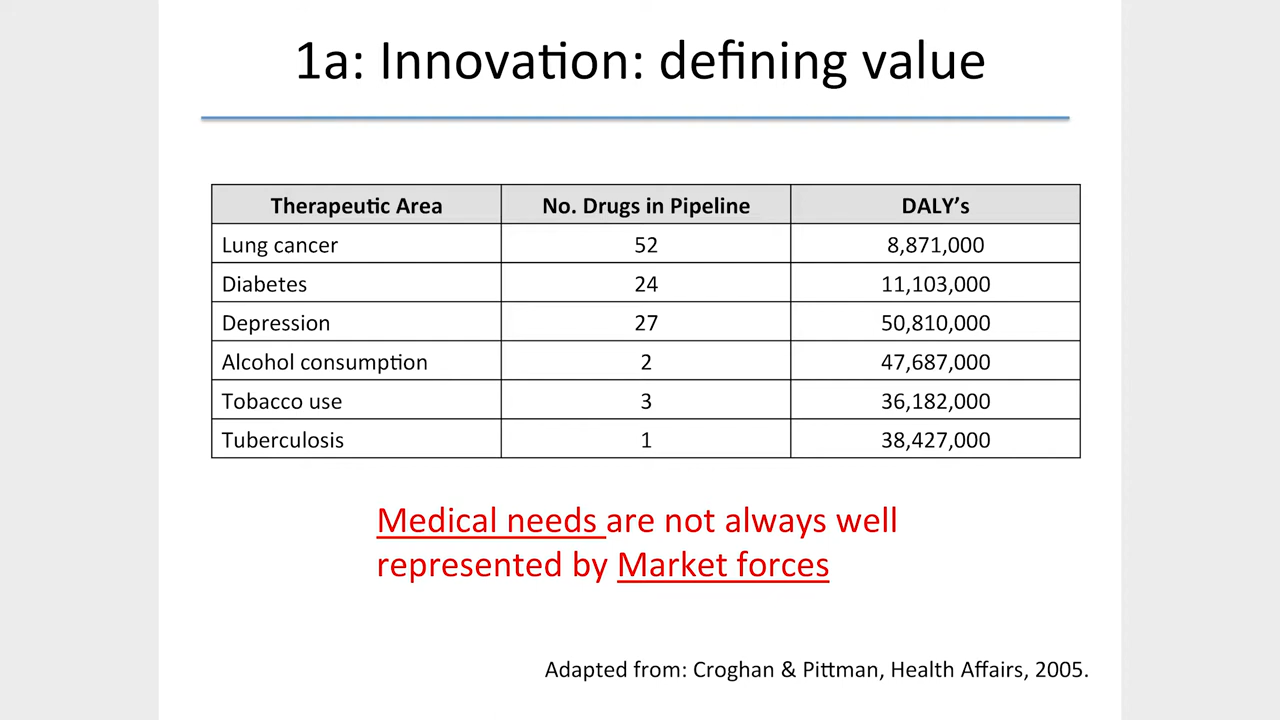 1a: Innovation: defining value
Therapeutic Area No. Drugs in Pipeline DALY's
Lung cancer 52 8,871,000
Diabetes 24 11,103,000
Depression 27 50,810,000
Alcohol consumption 2 47,687,000
Tobacco use 3 36,182,000
Tuberculosis 1 38,427,000
Medical needs are not always well
represented by Market forces
Adapted from: Croghan & Pittman, Health Affairs, 2005.